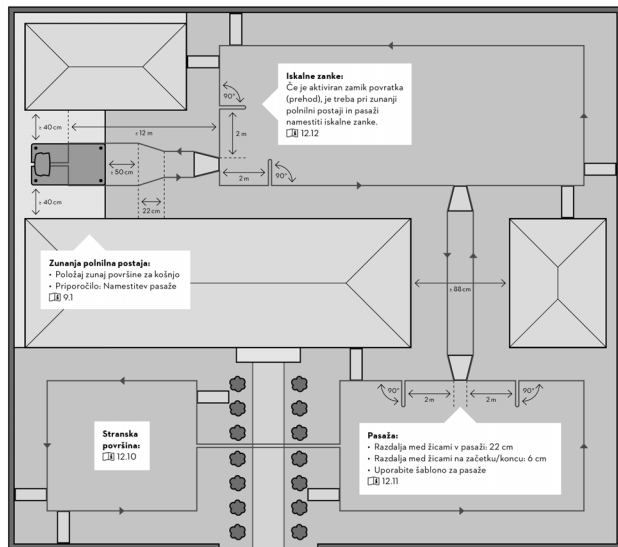 Iskalne zanke:
Če je aktiviran zamik povratka
(prehod), je treba pri zunanji
polnilni postaji in pasaži
namestiti iskalne zanke.
12.12
90°
2 m
2 m
90°
≥ 40 cm
≤ 12 m
≥ 50 cm
22 cm
≥ 40 cm
Zunanja polnilna postaja:
• Položaj zunaj površine za košnjo
• Priporočilo: Namestitev pasaže
9.1
≥ 88 cm
90°
2 m
2 m
90°
Stranska
površina:
12.10
Pasaža:
• Razdalja med žicami v pasaži: 22 cm
• Razdalja med žicami na začetku/koncu: 6 cm
• Uporabite šablono za pasaže
12.11